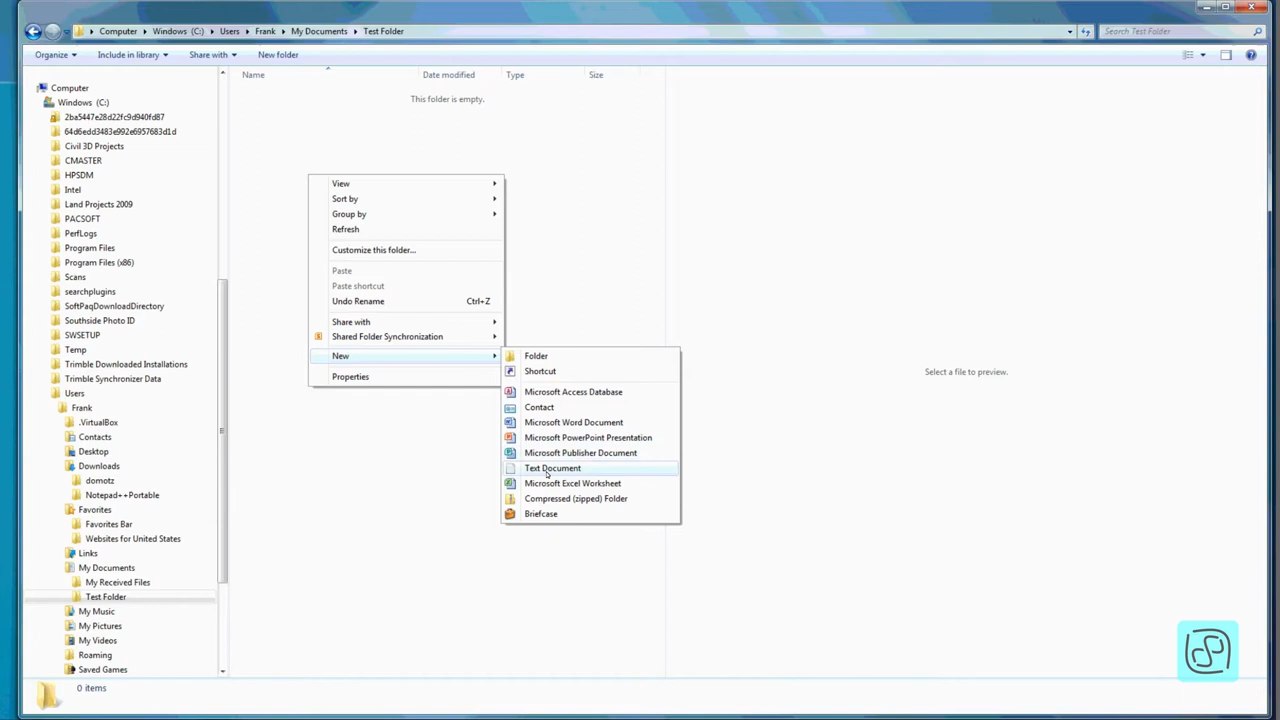 Computer ▸ Windows (C:) ▸ Users ▸ Frank ▸ My Documents ▸ Test Folder
Search Test Folder
Organize Include in library Share with New folder
Computer
Windows (C:)
2ba5447e28d22fc9d940fd87
64d6edd3483e992e6957683d1d
Civil 3D Projects
CMASTER
HPSDM
Intel
Land Projects 2009
PACSOFT
PerfLogs
Program Files
Program Files (x86)
Scans
searchplugins
SoftPaqDownloadDirectory
Southside Photo ID
SWSETUP
Temp
Trimble Downloaded Installations
Trimble Synchronizer Data
Users
Frank
.VirtualBox
Contacts
Desktop
Downloads
domotz
Notepad++Portable
Favorites
Favorites Bar
Websites for United States
Links
My Documents
My Received Files
Test Folder
My Music
My Pictures
My Videos
Roaming
Saved Games
Name Date modified Type Size
This folder is empty.
View
Sort by
Group by
Refresh
Customize this folder...
Paste
Paste shortcut
Undo Rename Ctrl+Z
Share with
Shared Folder Synchronization
New
Properties
Folder
Shortcut
Microsoft Access Database
Contact
Microsoft Word Document
Microsoft PowerPoint Presentation
Microsoft Publisher Document
Text Document
Microsoft Excel Worksheet
Compressed (zipped) Folder
Briefcase
Select a file to preview.
0 items